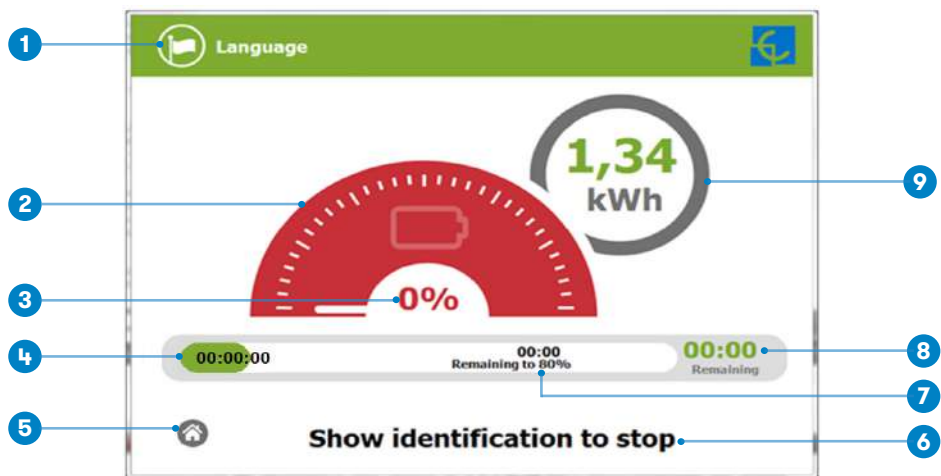 1
Language
2
1,34
kWh
9
3
0%
4
00:00:00
00:00
Remaining to 80%
00:00
Remaining
8
7
5
Show identification to stop
6